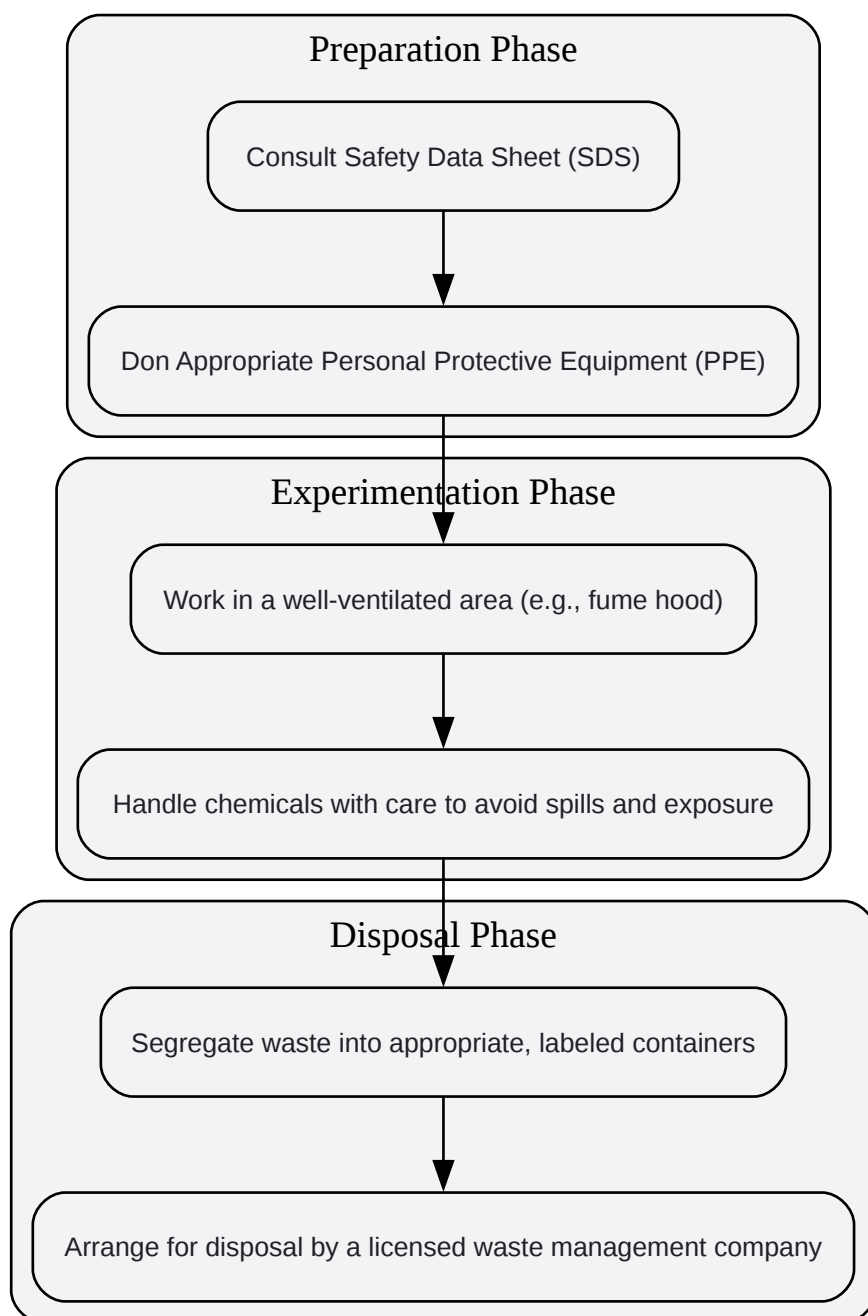 Preparation Phase
Consult Safety Data Sheet (SDS)
Don Appropriate Personal Protective Equipment (PPE)
Experimentation Phase
Work in a well-ventilated area (e.g., fume hood)
Handle chemicals with care to avoid spills and exposure
Disposal Phase
Segregate waste into appropriate, labeled containers
Arrange for disposal by a licensed waste management company